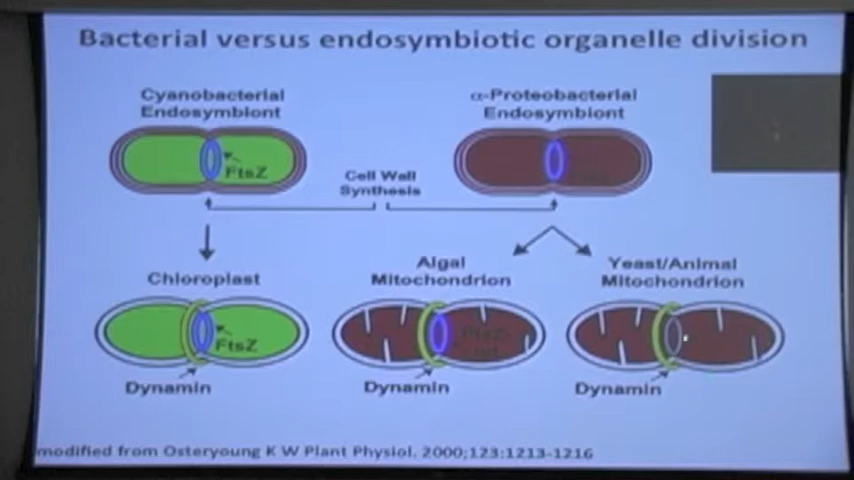 Bacterial versus endosymbiotic organelle division
Cyanobacterial
Endosymbiont
α-Proteobacterial
Endosymbiont
FtsZ
Cell Wall
Synthesis
Chloroplast
Algal
Mitochondrion
Yeast/Animal
Mitochondrion
FtsZ
Dynamin
Dynamin
Dynamin
modified from Osteryoung K W Plant Physiol. 2000;123:1213-1216